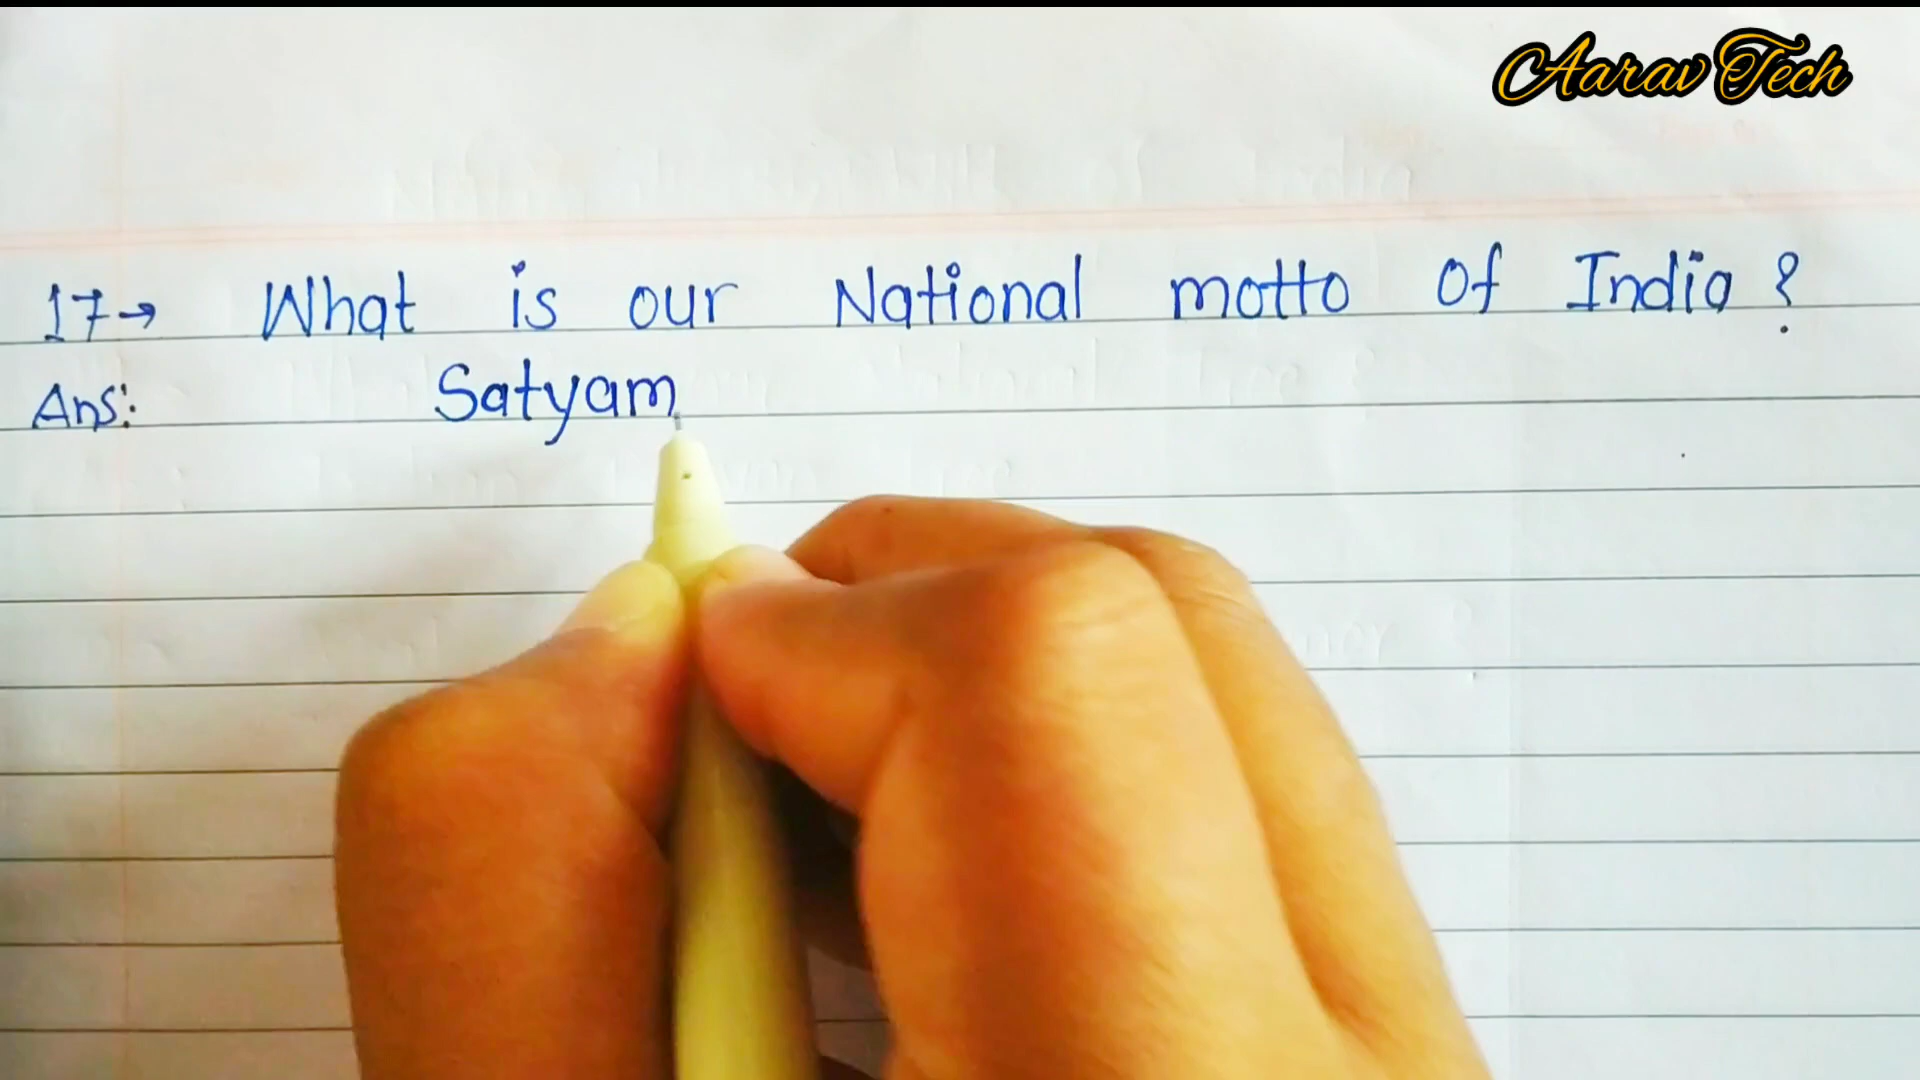 Aarav Tech
17→ What is our National motto of India?
Ans: Satyam